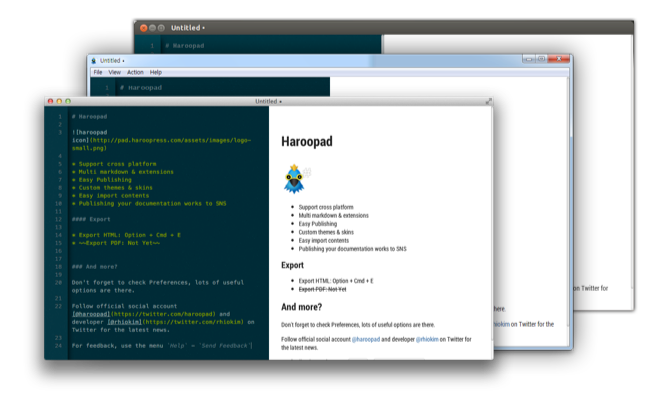 Untitled •
1 # Haroopad
Untitled •
File View Action Help
1 # Haroopad
Untitled •
1 # Haroopad
2
3 ![haroopad
icon](http://pad.haroopress.com/assets/images/logo-
small.png)
4
5 * Support cross platform
6 * Multi markdown & extensions
7 * Easy Publishing
8 * Custom themes & skins
9 * Easy import contents
10 * Publishing your documentation works to SNS
11
12 #### Export
13
14 * Export HTML: Option + Cmd + E
15 * ~~Export PDF: Not Yet~~
16
17
18 ### And more?
19
20 Don't forget to check Preferences, lots of useful
options are there.
21
22 Follow official social account
[@haroopad](https://twitter.com/haroopad) and
developer [@rhiokim](https://twitter.com/rhiokim) on
Twitter for the latest news.
23
24 For feedback, use the menu
Haroopad
• Support cross platform
• Multi markdown & extensions
• Easy Publishing
• Custom themes & skins
• Easy import contents
• Publishing your documentation works to SNS
Export
• Export HTML: Option + Cmd + E
• Export PDF: Not Yet
And more?
Don't forget to check Preferences, lots of useful options are there.
Follow official social account @haroopad and developer @rhiokim on Twitter for
the latest news.
on Twitter for
here.
rhiokim on Twitter for the